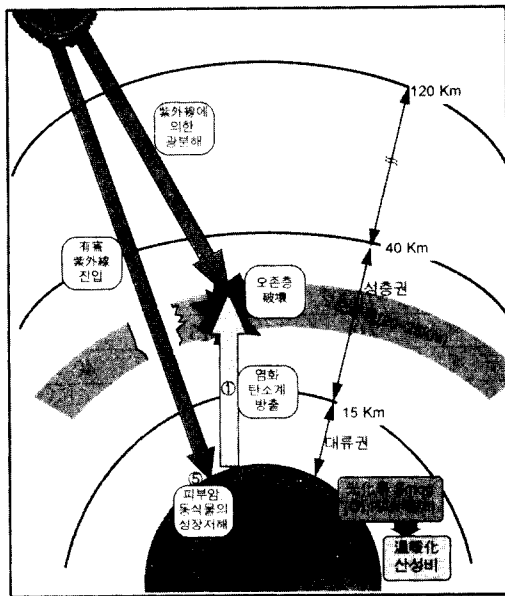 120 Km
紫外線에
의한
광분해
40 Km
有害
紫外線
진입
오존층
破壞
성층권
①
염화
탄소계
방출
15 Km
대류권
⑤
피부암
동식물의
성장저해
溫暖化
산성비